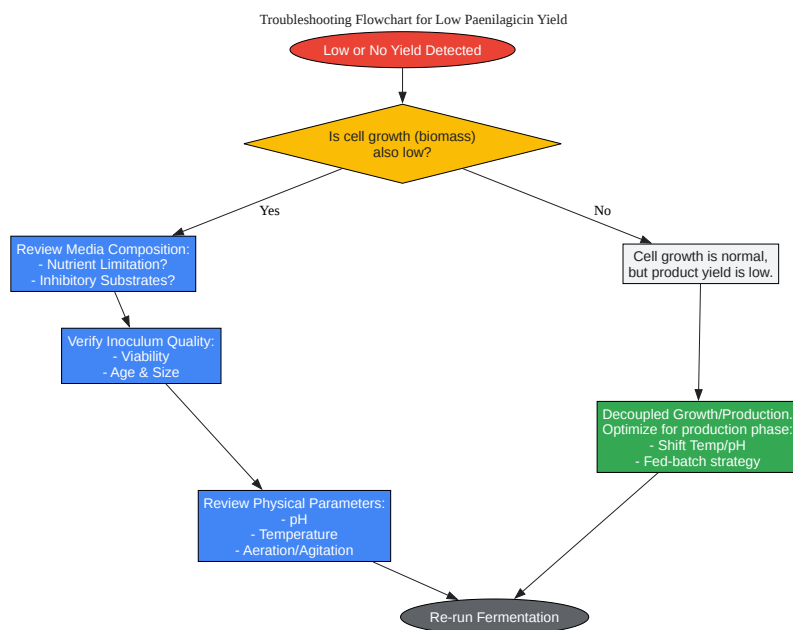 Troubleshooting Flowchart for Low Paenilagicin Yield
Low or No Yield Detected
Is cell growth (biomass)
also low?
Yes
No
Review Media Composition:
- Nutrient Limitation?
- Inhibitory Substrates?
Cell growth is normal,
but product yield is low.
Verify Inoculum Quality:
- Viability
- Age & Size
Decoupled Growth/Production.
Optimize for production phase:
- Shift Temp/pH
- Fed-batch strategy
Review Physical Parameters:
- pH
- Temperature
- Aeration/Agitation
Re-run Fermentation